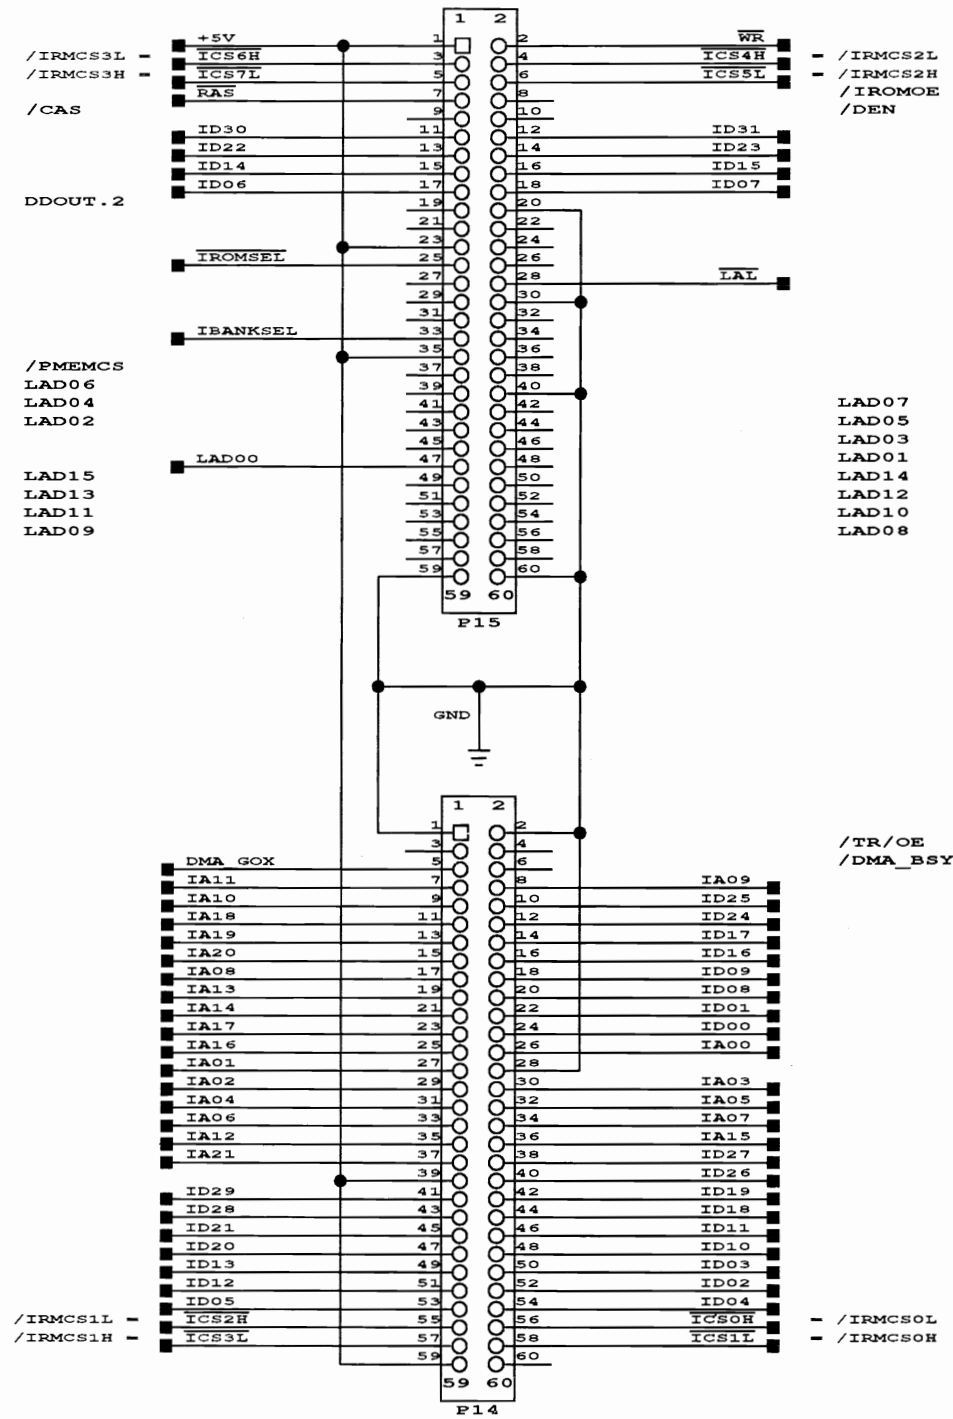 1 2
+5V 1 2 WR
/IRMCS3L - ICS6H 3 4 ICS4H - /IRMCS2L
/IRMCS3H - ICS7L 5 6 ICS5L - /IRMCS2H
RAS 7 8 /IROMOE
/CAS 9 10 /DEN
ID30 11 12 ID31
ID22 13 14 ID23
ID14 15 16 ID15
ID06 17 18 ID07
DDOUT.2 19 20
21 22
23 24
IROMSEL 25 26
27 28 LAL
29 30
31 32
IBANKSEL 33 34
35 36
/PMEMCS 37 38
LAD06 39 40
LAD04 41 42 LAD07
LAD02 43 44 LAD05
45 46 LAD03
LAD00 47 48 LAD01
LAD15 49 50 LAD14
LAD13 51 52 LAD12
LAD11 53 54 LAD10
LAD09 55 56 LAD08
57 58
59 60
59 60
P15
GND
1 2
1 2
3 4 /TR/OE
DMA GOX 5 6 /DMA_BSY
IA11 7 8 IA09
IA10 9 10 ID25
IA18 11 12 ID24
IA19 13 14 ID17
IA20 15 16 ID16
IA08 17 18 ID09
IA13 19 20 ID08
IA14 21 22 ID01
IA17 23 24 ID00
IA16 25 26 IA00
IA01 27 28
IA02 29 30 IA03
IA04 31 32 IA05
IA06 33 34 IA07
IA12 35 36 IA15
IA21 37 38 ID27
39 40 ID26
ID29 41 42 ID19
ID28 43 44 ID18
ID21 45 46 ID11
ID20 47 48 ID10
ID13 49 50 ID03
ID12 51 52 ID02
ID05 53 54 ID04
/IRMCS1L - ICS2H 55 56 ICS0H - /IRMCS0L
/IRMCS1H - ICS3L 57 58 ICS1L - /IRMCS0H
59 60
59 60
P14